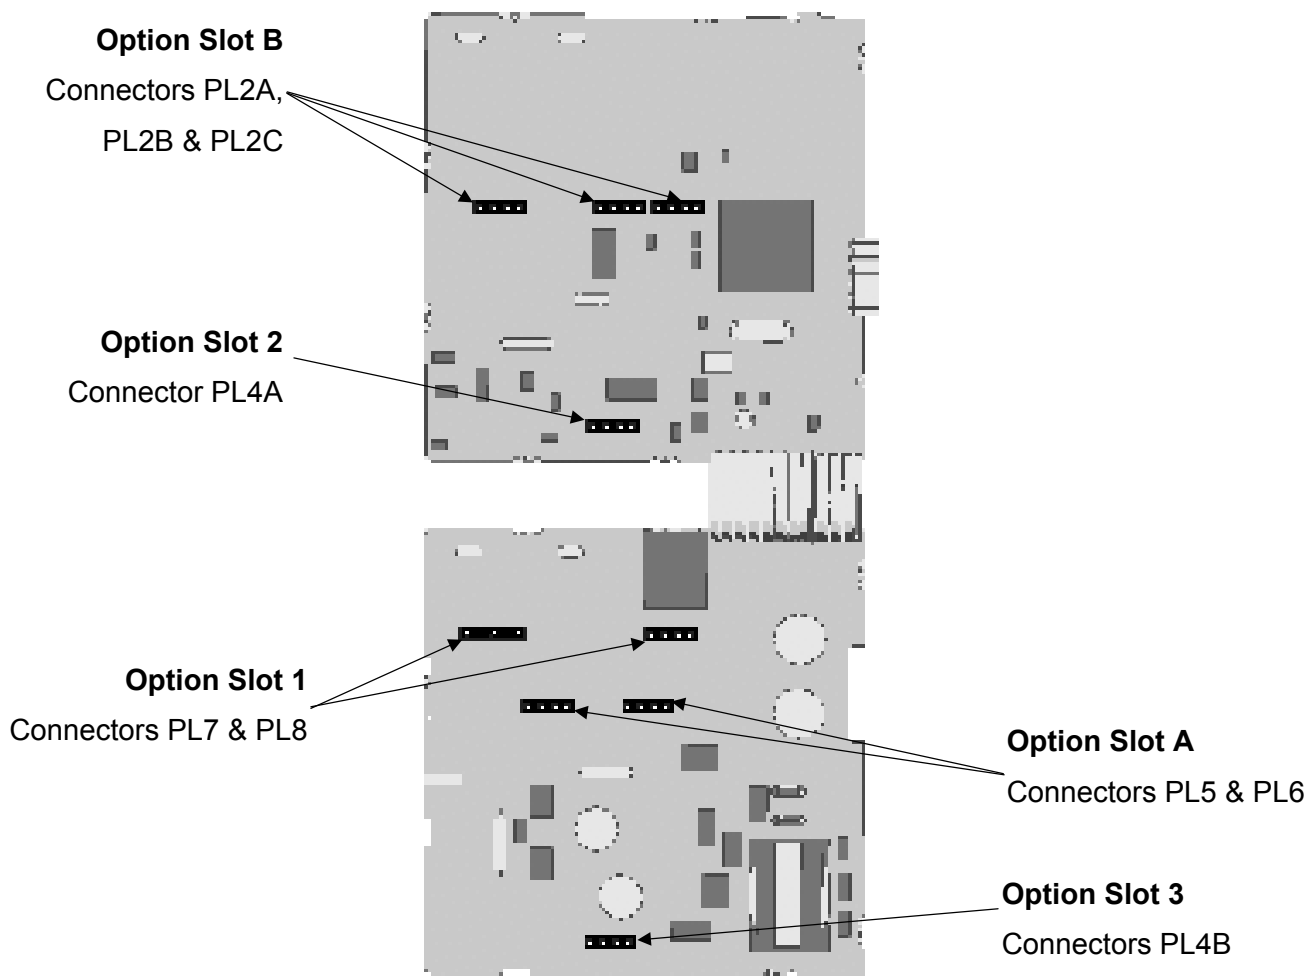 Option Slot B
Connectors PL2A,
PL2B & PL2C
Option Slot 2
Connector PL4A
Option Slot 1
Connectors PL7 & PL8
Option Slot A
Connectors PL5 & PL6
Option Slot 3
Connectors PL4B